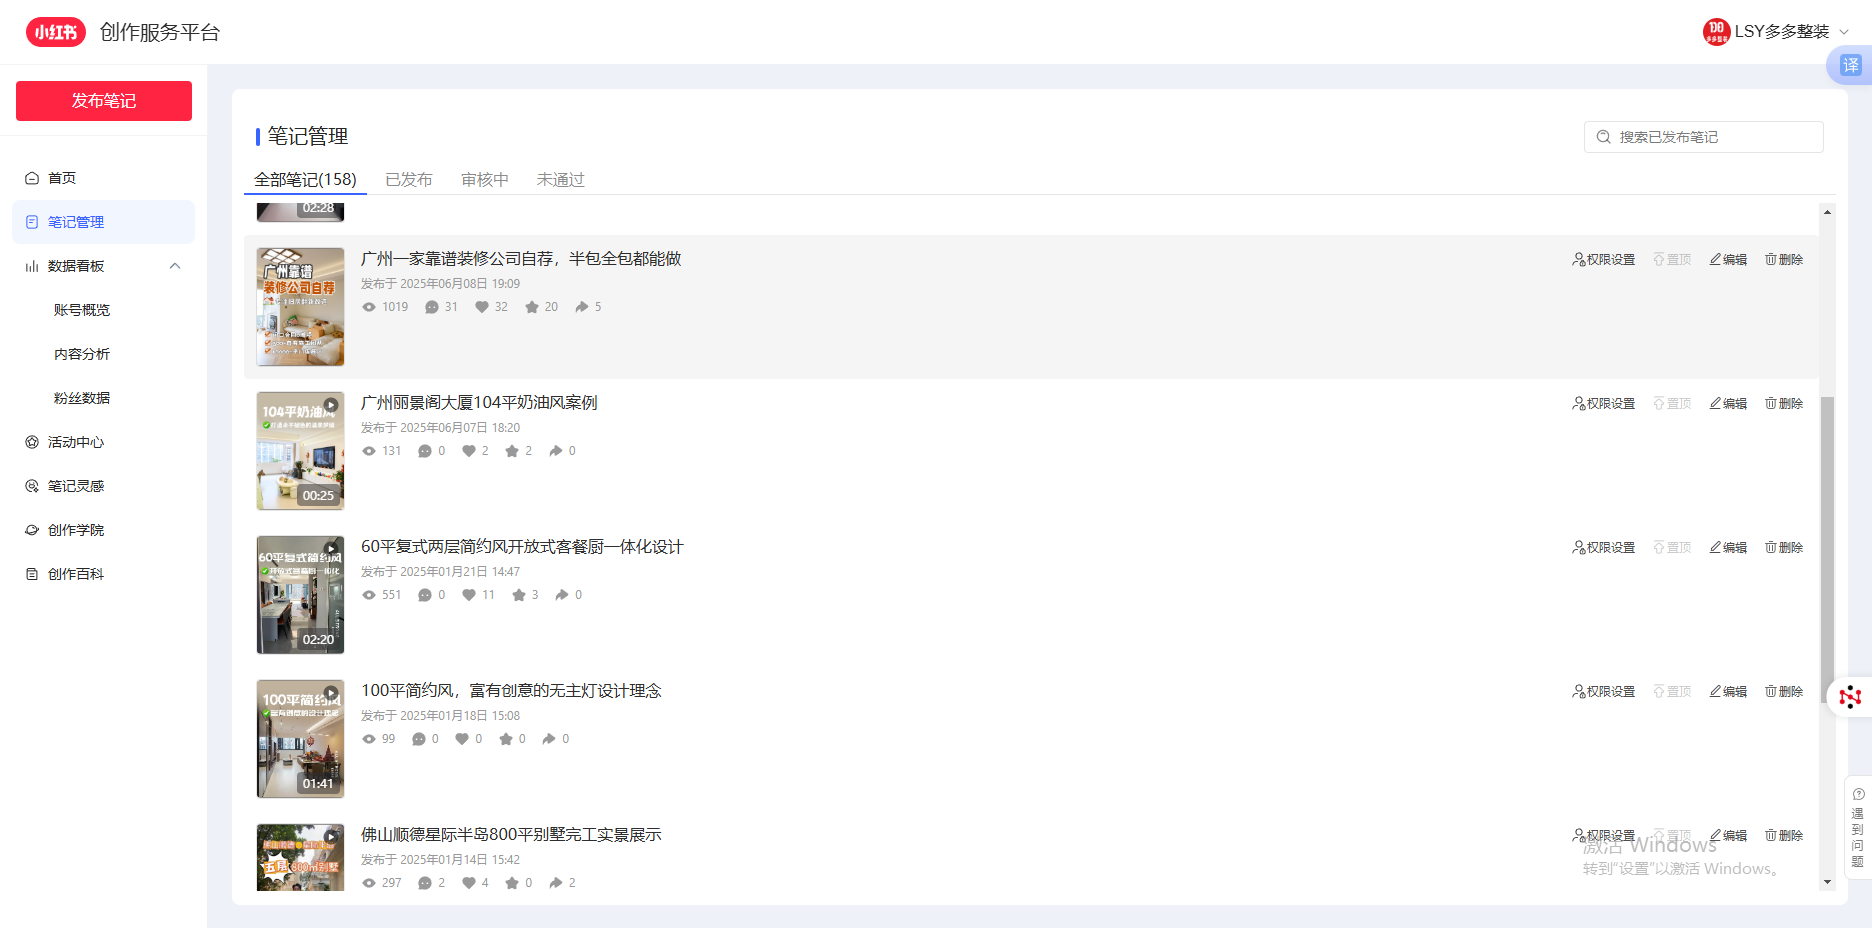 小红书 创作服务平台
LSY多多整装
译
发布笔记
首页
笔记管理
数据看板
账号概览
内容分析
粉丝数据
活动中心
笔记灵感
创作学院
创作百科
笔记管理
搜索已发布笔记
全部笔记(158) 已发布 审核中 未通过
02:28
广州靠谱
装修公司自荐
广州一家靠谱装修公司自荐，半包全包都能做
发布于 2025年06月08日 19:09
1019 31 32 20 5
权限设置 置顶 编辑 删除
104平奶油风
00:25
广州丽景阁大厦104平奶油风案例
发布于 2025年06月07日 18:20
131 0 2 2 0
权限设置 置顶 编辑 删除
60平复式简约风
开放式客餐厨一体化
02:20
60平复式两层简约风开放式客餐厨一体化设计
发布于 2025年01月21日 14:47
551 0 11 3 0
权限设置 置顶 编辑 删除
100平简约风
富有创意的设计理念
01:41
100平简约风，富有创意的无主灯设计理念
发布于 2025年01月18日 15:08
99 0 0 0 0
权限设置 置顶 编辑 删除
五层 800㎡别墅
佛山顺德星际半岛800平别墅完工实景展示
发布于 2025年01月14日 15:42
297 2 4 0 2
权限设置 置顶 编辑 删除
激活 Windows
转到"设置"以激活 Windows。
遇到问题